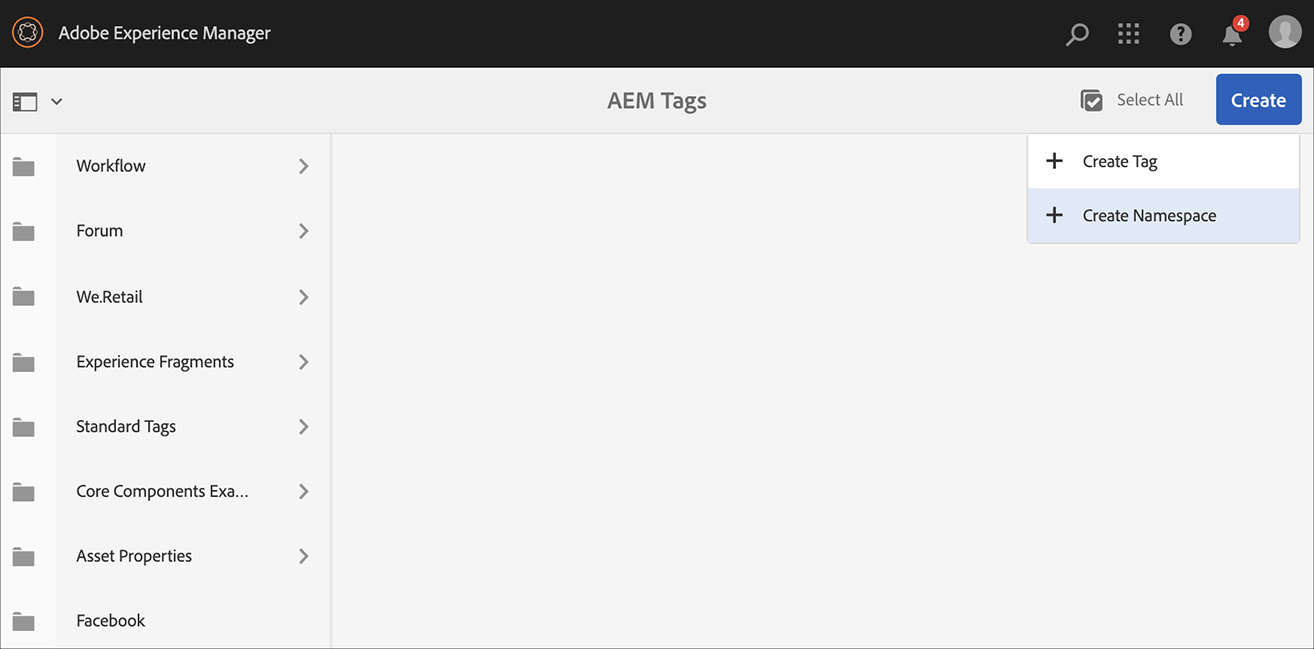 Adobe Experience Manager
4
AEM Tags
Select All
Create
Create Tag
Create Namespace
Workflow
Forum
We.Retail
Experience Fragments
Standard Tags
Core Components Exa...
Asset Properties
Facebook